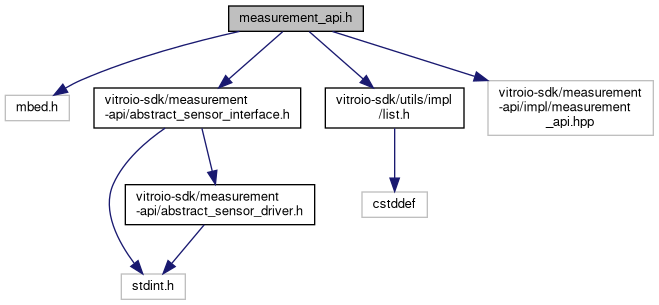 measurement_api.h
mbed.h
vitroio-sdk/measurement
-api/abstract_sensor_interface.h
vitroio-sdk/utils/impl
/list.h
vitroio-sdk/measurement
-api/impl/measurement
_api.hpp
vitroio-sdk/measurement
-api/abstract_sensor_driver.h
cstddef
stdint.h